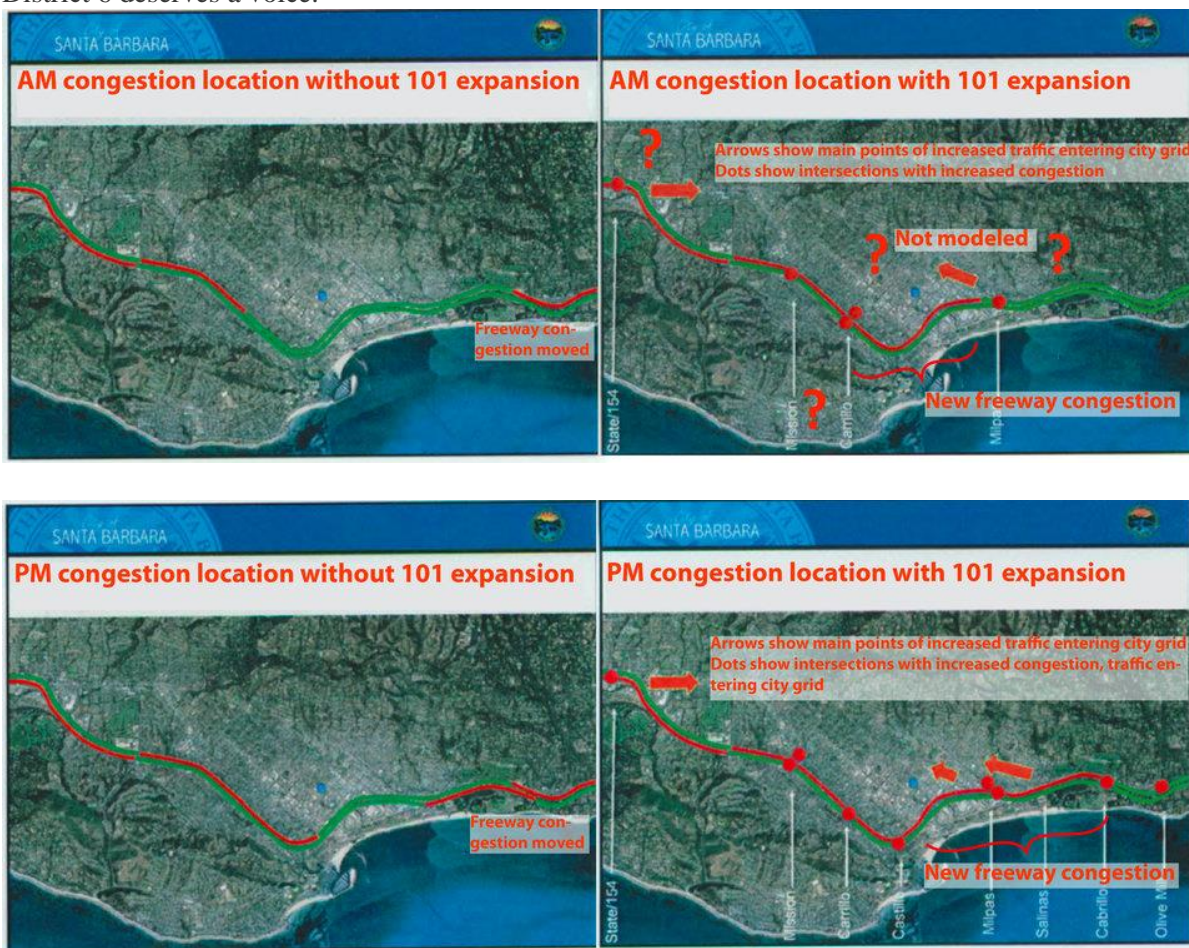 District 6 deserves a voice.
SANTA BARBARA
AM congestion location without 101 expansion
Freeway con-
gestion moved
SANTA BARBARA
AM congestion location with 101 expansion
Arrows show main points of increased traffic entering city grid
Dots show intersections with increased congestion
?
?
Not modeled
?
?
New freeway congestion
State/154
Mission
Carrillo
Milpas
SANTA BARBARA
PM congestion location without 101 expansion
Freeway con-
gestion moved
SANTA BARBARA
PM congestion location with 101 expansion
Arrows show main points of increased traffic entering city grid
Dots show intersections with increased congestion, traffic en-
tering city grid
New freeway congestion
State/154
Mission
Carrillo
Milpas
Salinas
Cabrillo